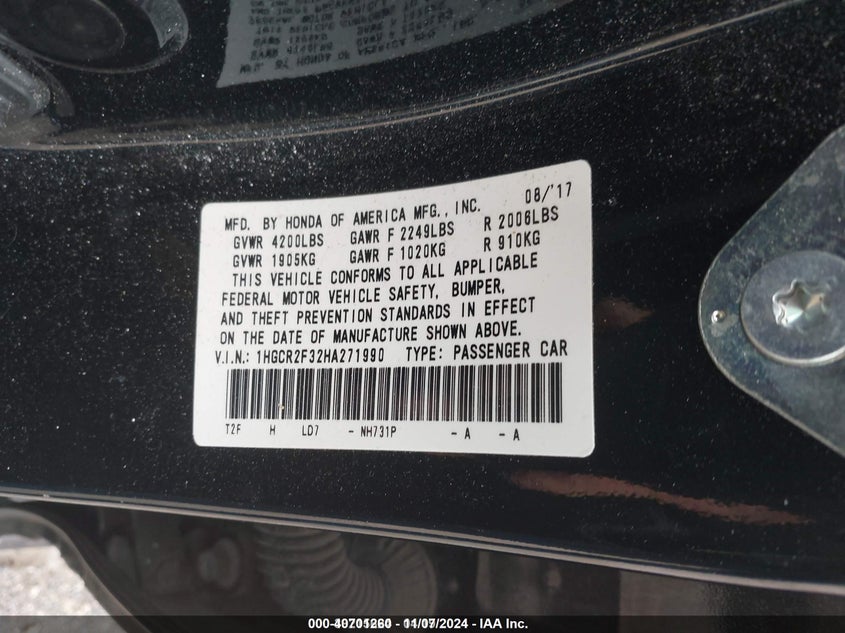 MFD. BY HONDA OF AMERICA MFG., INC. 08/'17
GVWR 4200LBS GAWR F 2249LBS R 2006LBS
GVWR 1905KG GAWR F 1020KG R 910KG
THIS VEHICLE CONFORMS TO ALL APPLICABLE
FEDERAL MOTOR VEHICLE SAFETY, BUMPER,
AND THEFT PREVENTION STANDARDS IN EFFECT
ON THE DATE OF MANUFACTURE SHOWN ABOVE.
V.I.N.: 1HGCR2F32HA271990 TYPE: PASSENGER CAR
T2F H LD7 - NH731P - A - A
- IAA Inc.